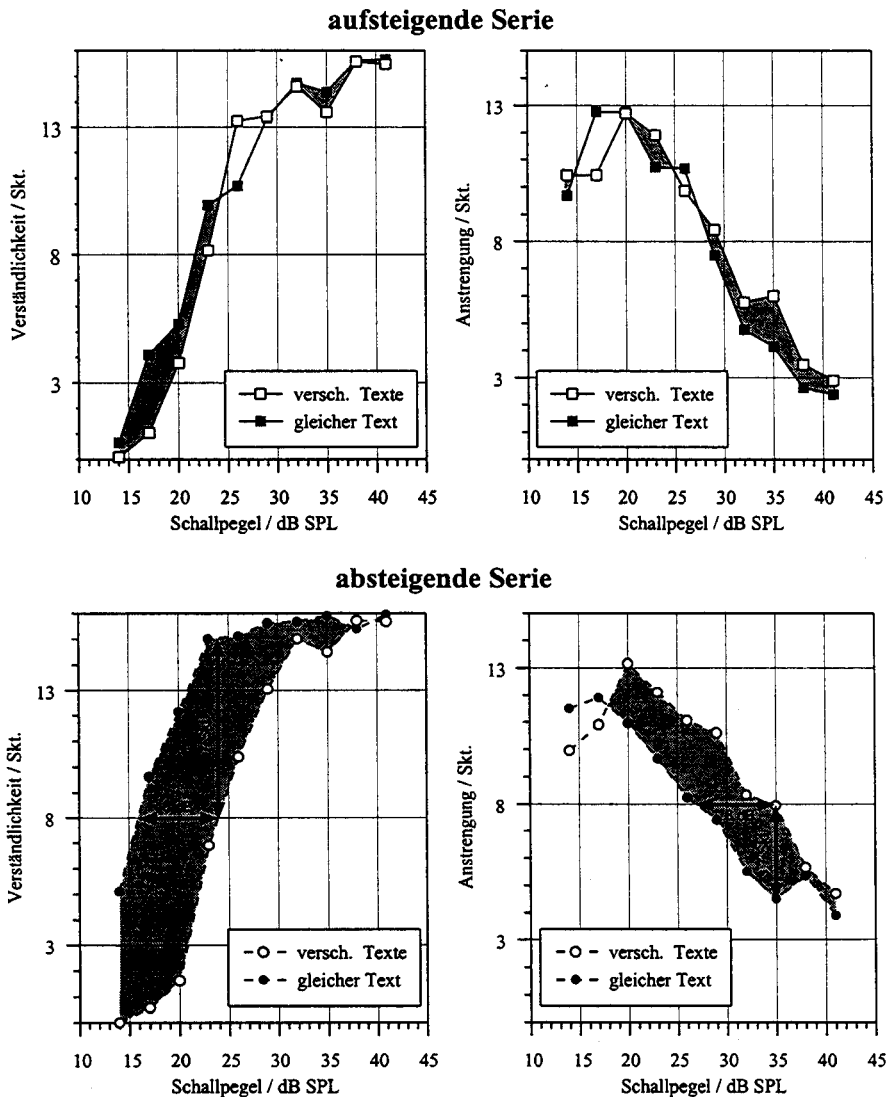 aufsteigende Serie
Verständlichkeit / Skt.
13
8
3
versch. Texte
gleicher Text
10 15 20 25 30 35 40 45
Schallpegel / dB SPL
Anstrengung / Skt.
13
8
3
versch. Texte
gleicher Text
10 15 20 25 30 35 40 45
Schallpegel / dB SPL
absteigende Serie
Verständlichkeit / Skt.
13
8
3
versch. Texte
gleicher Text
10 15 20 25 30 35 40 45
Schallpegel / dB SPL
Anstrengung / Skt.
13
8
3
versch. Texte
gleicher Text
10 15 20 25 30 35 40 45
Schallpegel / dB SPL